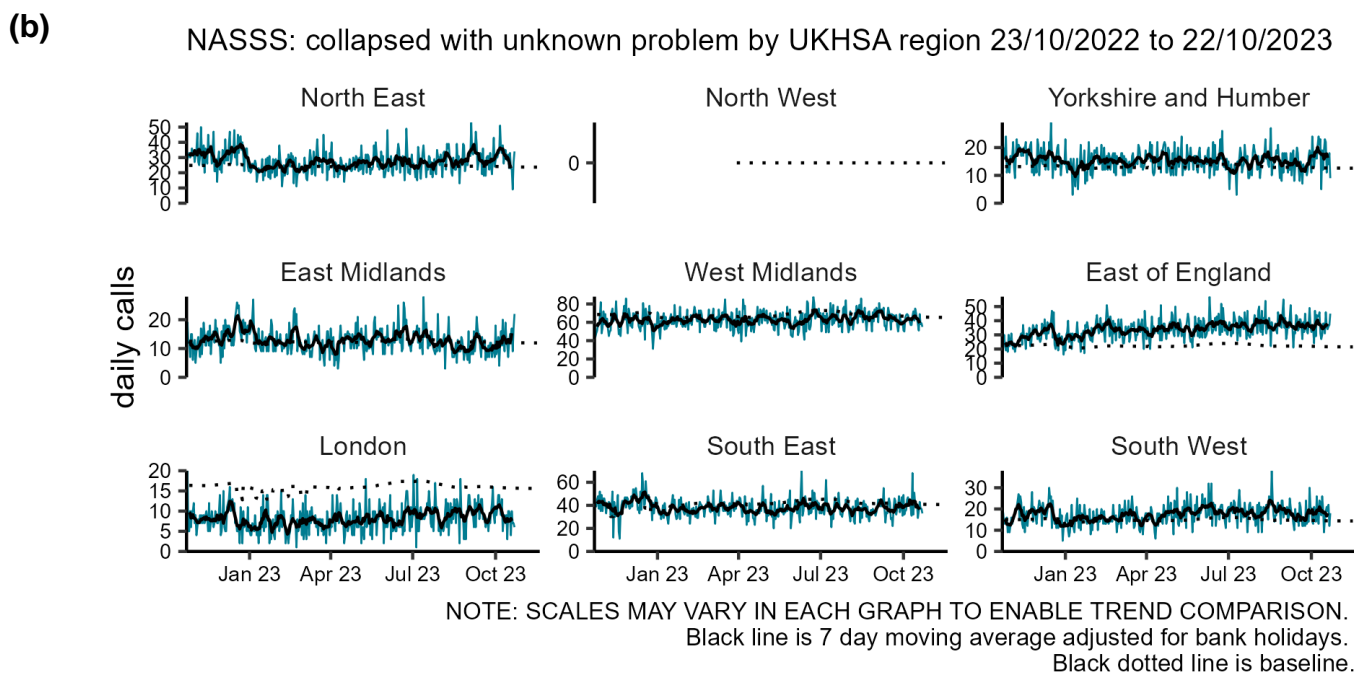 (b)
NASSS: collapsed with unknown problem by UKHSA region 23/10/2022 to 22/10/2023
North East
North West
Yorkshire and Humber
50
40
30
20
10
0
0
20
10
0
daily calls
East Midlands
West Midlands
East of England
20
10
0
80
60
40
20
0
50
40
30
20
10
0
London
South East
South West
20
15
10
5
0
60
40
20
0
30
20
10
0
Jan 23 Apr 23 Jul 23 Oct 23
Jan 23 Apr 23 Jul 23 Oct 23
Jan 23 Apr 23 Jul 23 Oct 23
NOTE: SCALES MAY VARY IN EACH GRAPH TO ENABLE TREND COMPARISON.
Black line is 7 day moving average adjusted for bank holidays.
Black dotted line is baseline.